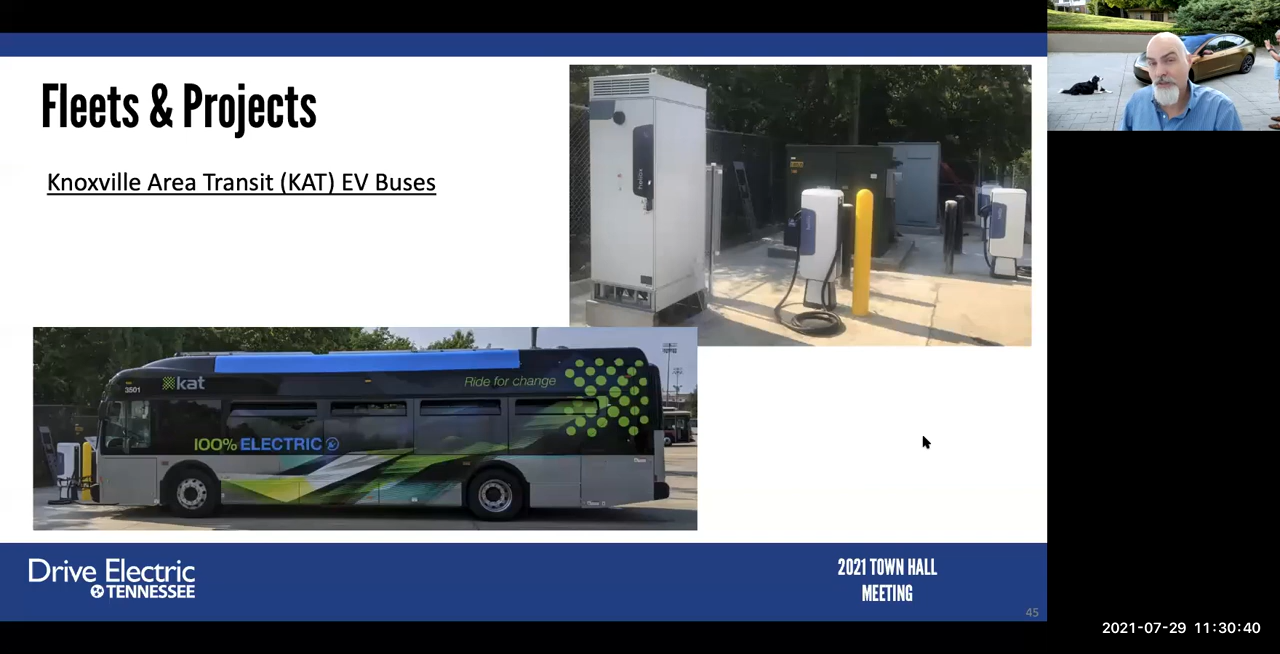 Fleets & Projects
Knoxville Area Transit (KAT) EV Buses
heliox
3501
kat
Ride for change
100% ELECTRIC
Drive Electric
TENNESSEE
2021 TOWN HALL
MEETING
45
2021-07-29 11:30:40